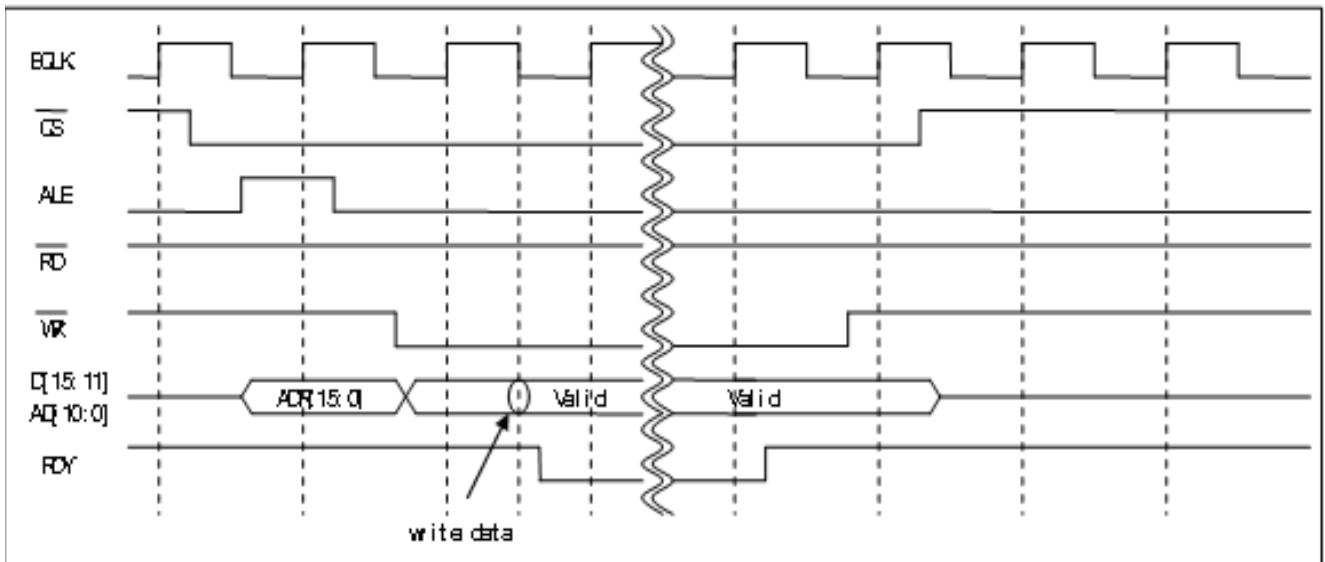 BCLK
CS
ALE
RD
WR
D[15:11]
AD[10:0]
ADR[15:0]
Valid
Valid
RDY
write data